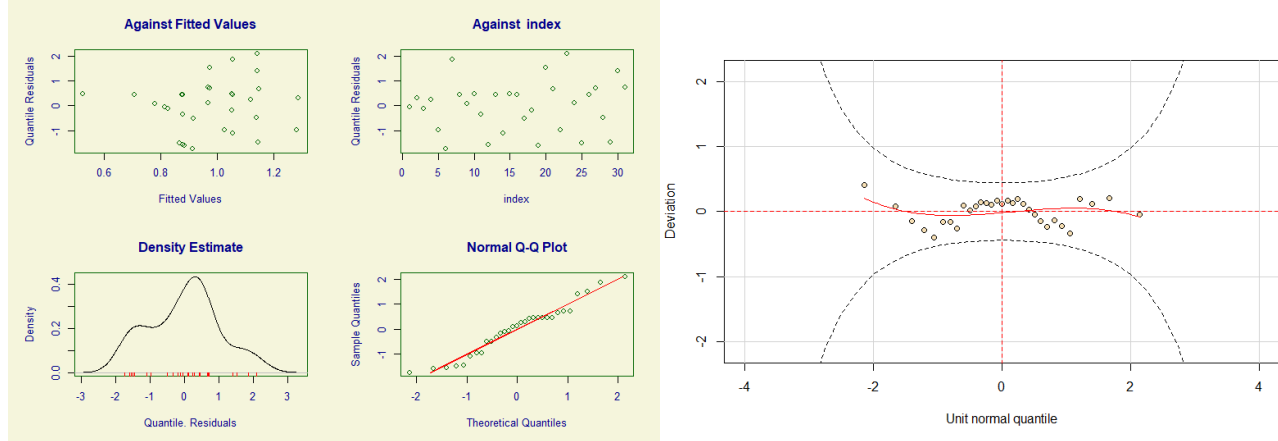 Against Fitted Values
Quantile Residuals
2
1
0
-1
0.6 0.8 1.0 1.2
Fitted Values
Against index
Quantile Residuals
2
1
0
-1
0 5 10 15 20 25 30
index
Density Estimate
Density
0.4
0.2
0.0
-3 -2 -1 0 1 2 3
Quantile. Residuals
Normal Q-Q Plot
Sample Quantiles
2
1
0
-1
-2 -1 0 1 2
Theoretical Quantiles
Deviation
2
1
0
-1
-2
-4 -2 0 2 4
Unit normal quantile